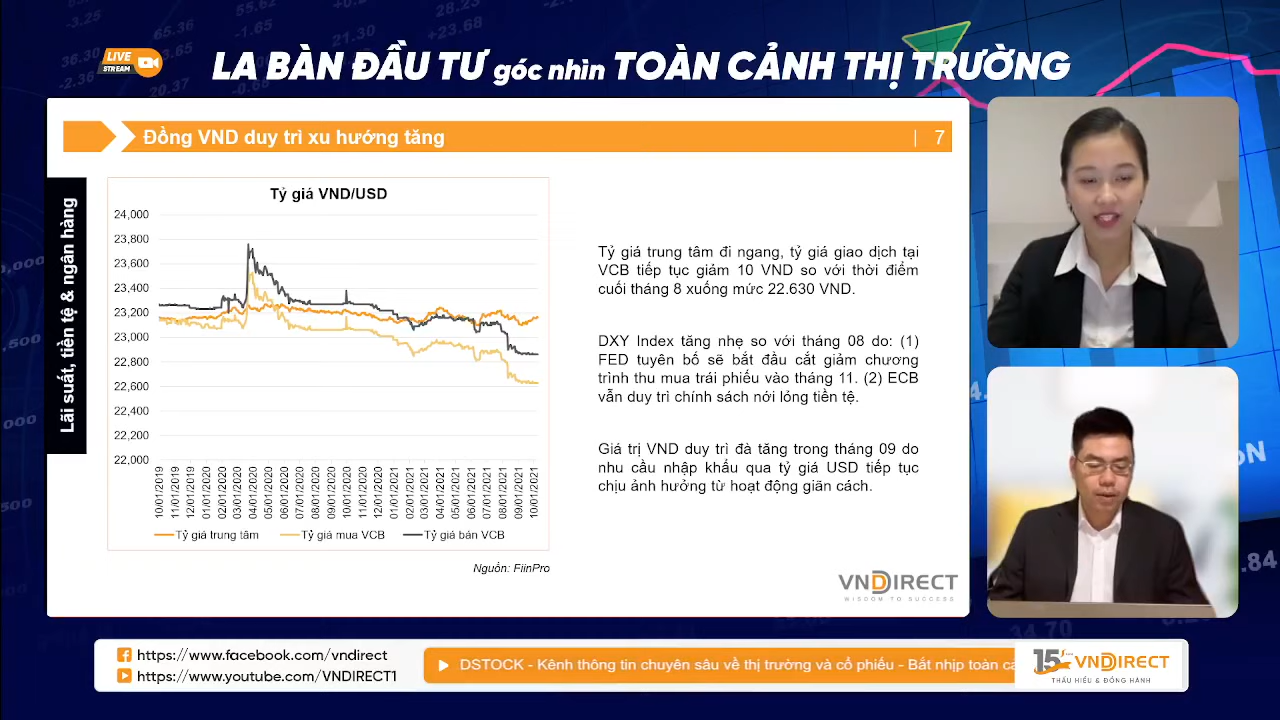 LIVE
STREAM
LA BÀN ĐẦU TƯ góc nhìn TOÀN CẢNH THỊ TRƯỜNG
Đồng VND duy trì xu hướng tăng | 7
Lãi suất, tiền tệ & ngân hàng
Tỷ giá VND/USD
24,000
23,800
23,600
23,400
23,200
23,000
22,800
22,600
22,400
22,200
22,000
10/01/2019
11/01/2019
12/01/2019
01/01/2020
02/01/2020
03/01/2020
04/01/2020
05/01/2020
06/01/2020
07/01/2020
08/01/2020
09/01/2020
10/01/2020
11/01/2020
12/01/2020
01/01/2021
02/01/2021
03/01/2021
04/01/2021
05/01/2021
06/01/2021
07/01/2021
08/01/2021
09/01/2021
10/01/2021
Tỷ giá trung tâm Tỷ giá mua VCB Tỷ giá bán VCB
Nguồn: FiinPro
Tỷ giá trung tâm đi ngang, tỷ giá giao dịch tại
VCB tiếp tục giảm 10 VND so với thời điểm
cuối tháng 8 xuống mức 22.630 VND.
DXY Index tăng nhẹ so với tháng 08 do: (1)
FED tuyên bố sẽ bắt đầu cắt giảm chương
trình thu mua trái phiếu vào tháng 11. (2) ECB
vẫn duy trì chính sách nới lỏng tiền tệ.
Giá trị VND duy trì đà tăng trong tháng 09 do
nhu cầu nhập khẩu qua tỷ giá USD tiếp tục
chịu ảnh hưởng từ hoạt động giãn cách.
VNDIRECT
WISDOM TO SUCCESS
https://www.facebook.com/vndirect
https://www.youtube.com/VNDIRECT1
DSTOCK - Kênh thông tin chuyên sâu về thị trường và cổ phiếu - Bắt nhịp toàn cả
15 VNDIRECT
THẤU HIỂU & ĐỒNG HÀNH